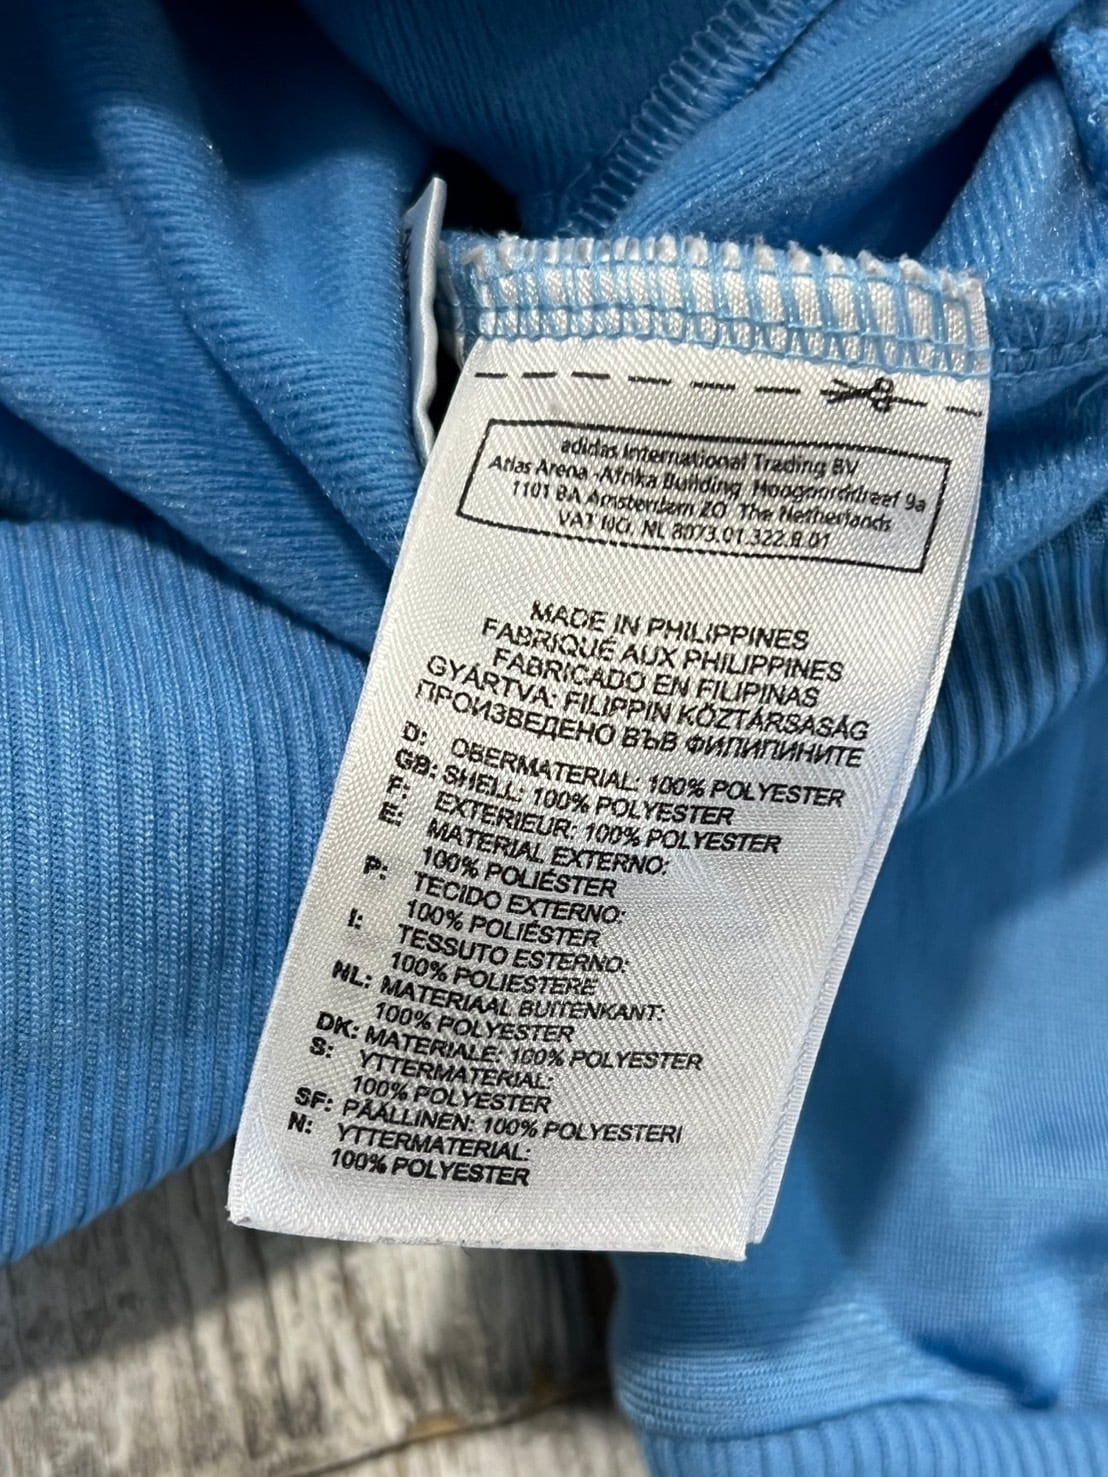 adidas International Trading BV
Atlas Arena -Afrika Building, Hoogoorddreef 9a
1101 BA Amsterdam ZO The Netherlands
VAT NO. NL 8073.01.322.B.01
MADE IN PHILIPPINES
FABRIQUÉ AUX PHILIPPINES
FABRICADO EN FILIPINAS
GYÁRTVA: FILIPPIN KÖZTÁRSASÁG
ПРОИЗВЕДЕНО ВЪВ ФИЛИПИНИТЕ
D: OBERMATERIAL: 100% POLYESTER
GB: SHELL: 100% POLYESTER
F: EXTERIEUR: 100% POLYESTER
E: MATERIAL EXTERNO:
100% POLIÉSTER
P: TECIDO EXTERNO:
100% POLIÉSTER
I: TESSUTO ESTERNO:
100% POLIESTERE
NL: MATERIAAL BUITENKANT:
100% POLYESTER
DK: MATERIALE: 100% POLYESTER
S: YTTERMATERIAL:
100% POLYESTER
SF: PÄÄLLINEN: 100% POLYESTERI
N: YTTERMATERIAL:
100% POLYESTER